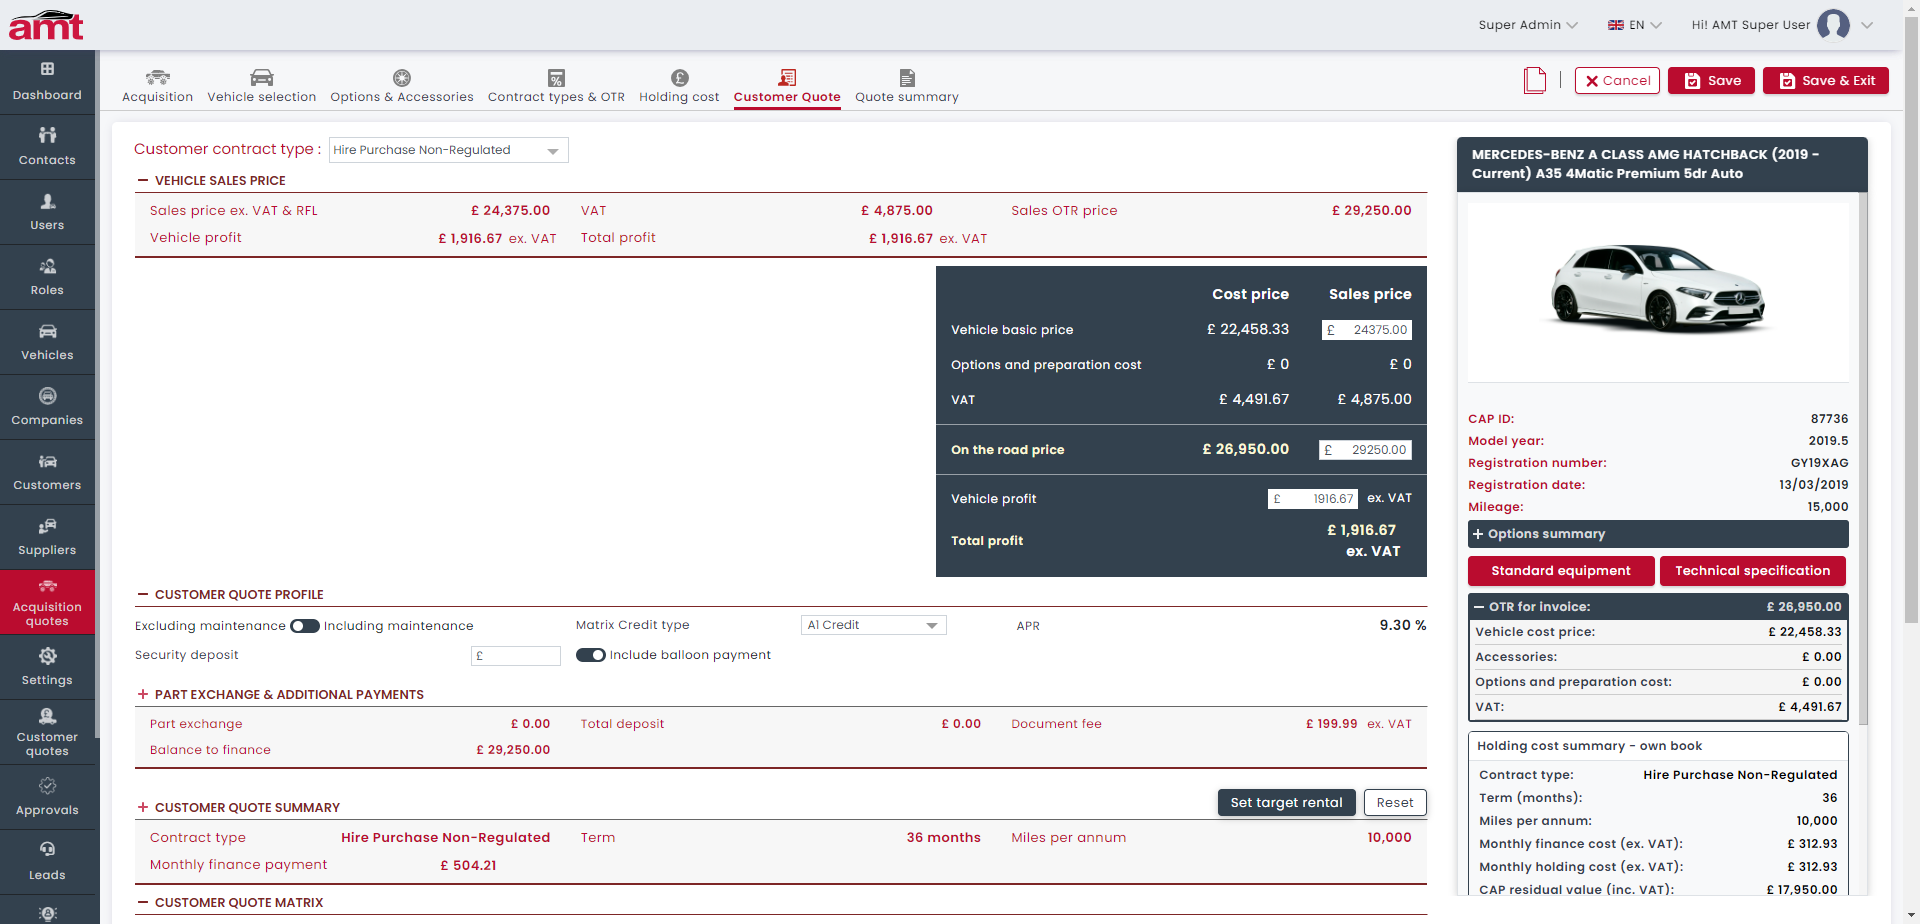 amt
Super Admin
EN
Hi! AMT Super User
Dashboard
Contacts
Users
Roles
Vehicles
Companies
Customers
Suppliers
Acquisition
quotes
Settings
Customer
quotes
Approvals
Leads
Acquisition
Vehicle selection
Options & Accessories
Contract types & OTR
Holding cost
Customer Quote
Quote summary
Cancel
Save
Save & Exit
Customer contract type : Hire Purchase Non-Regulated
VEHICLE SALES PRICE
Sales price ex. VAT & RFL £ 24,375.00 VAT £ 4,875.00 Sales OTR price £ 29,250.00
Vehicle profit £ 1,916.67 ex. VAT Total profit £ 1,916.67 ex. VAT
Cost price Sales price
Vehicle basic price £ 22,458.33 £ 24375.00
Options and preparation cost £ 0 £ 0
VAT £ 4,491.67 £ 4,875.00
On the road price £ 26,950.00 £ 29250.00
Vehicle profit £ 1916.67 ex. VAT
Total profit £ 1,916.67
ex. VAT
CUSTOMER QUOTE PROFILE
Excluding maintenance Including maintenance Matrix Credit type A1 Credit APR 9.30 %
Security deposit £ Include balloon payment
+ PART EXCHANGE & ADDITIONAL PAYMENTS
Part exchange £ 0.00 Total deposit £ 0.00 Document fee £ 199.99 ex. VAT
Balance to finance £ 29,250.00
+ CUSTOMER QUOTE SUMMARY Set target rental Reset
Contract type Hire Purchase Non-Regulated Term 36 months Miles per annum 10,000
Monthly finance payment £ 504.21
CUSTOMER QUOTE MATRIX
MERCEDES-BENZ A CLASS AMG HATCHBACK (2019 -
Current) A35 4Matic Premium 5dr Auto
CAP ID: 87736
Model year: 2019.5
Registration number: GY19XAG
Registration date: 13/03/2019
Mileage: 15,000
+ Options summary
Standard equipment Technical specification
OTR for invoice: £ 26,950.00
Vehicle cost price: £ 22,458.33
Accessories: £ 0.00
Options and preparation cost: £ 0.00
VAT: £ 4,491.67
Holding cost summary - own book
Contract type: Hire Purchase Non-Regulated
Term (months): 36
Miles per annum: 10,000
Monthly finance cost (ex. VAT): £ 312.93
Monthly holding cost (ex. VAT): £ 312.93
CAP residual value (inc. VAT): £ 17,950.00